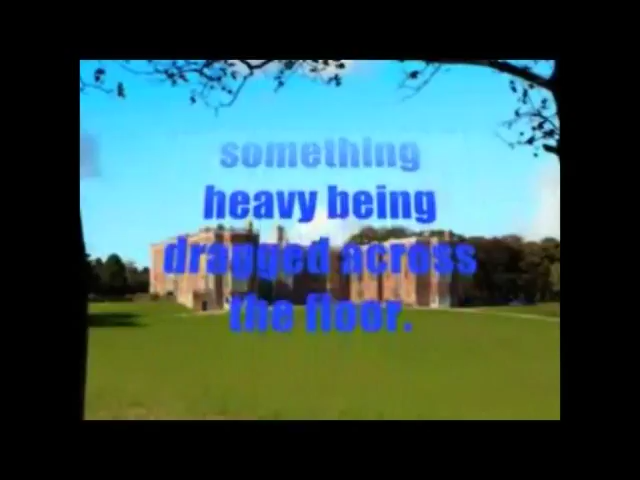 something
heavy being
dragged across
the floor.